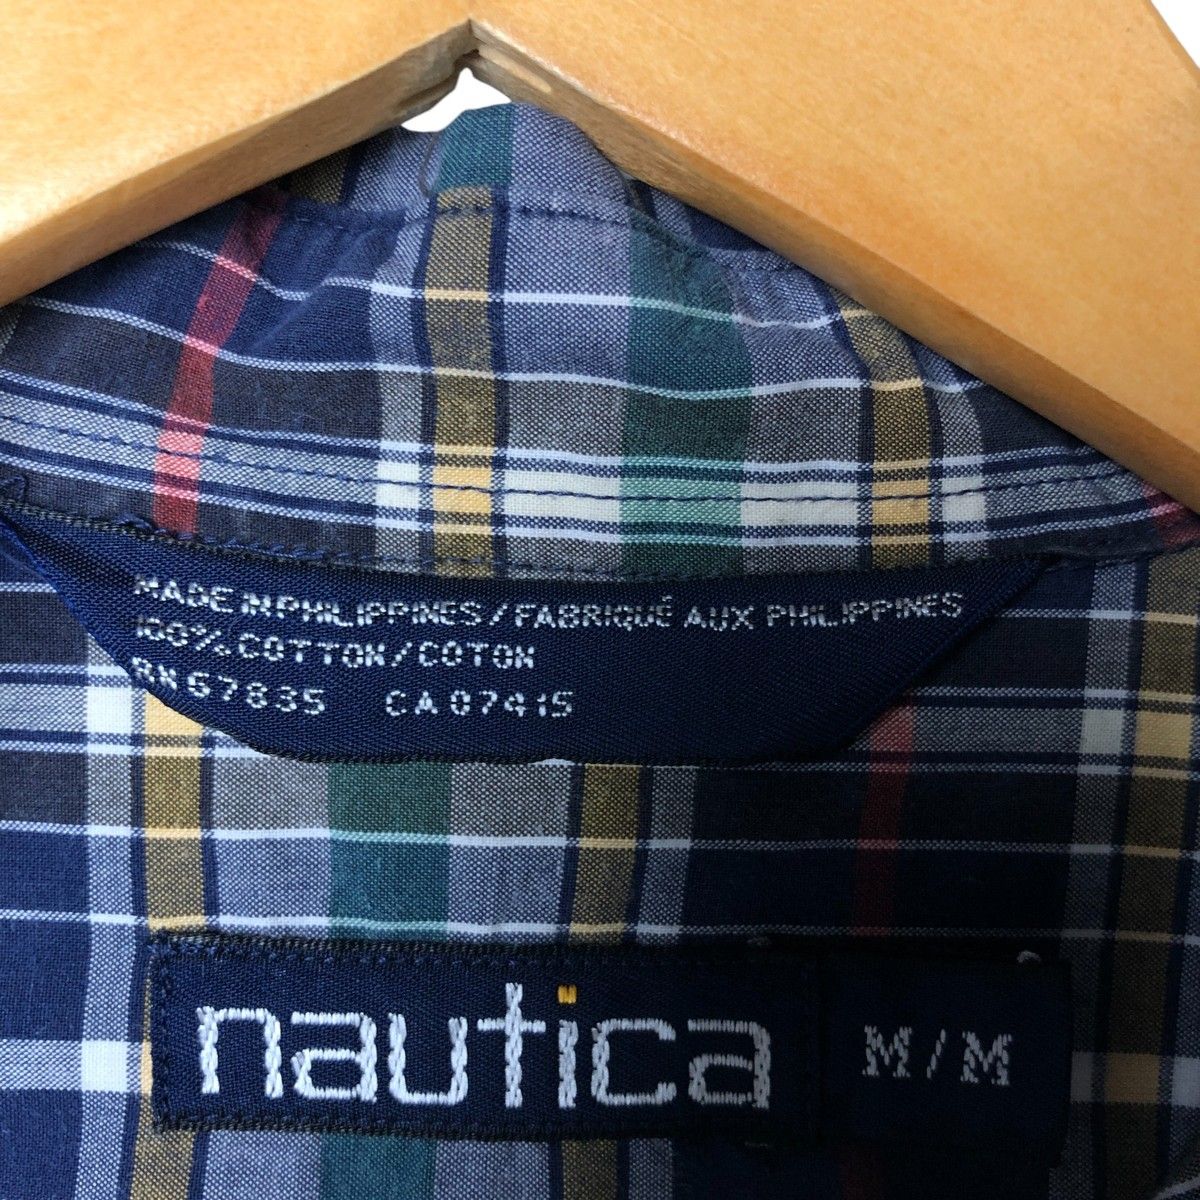 MADE IN PHILIPPINES/FABRIQUÉ AUX PHILIPPINES
100% COTTON/COTON
RN 67835 CA 07415
nautica M/M